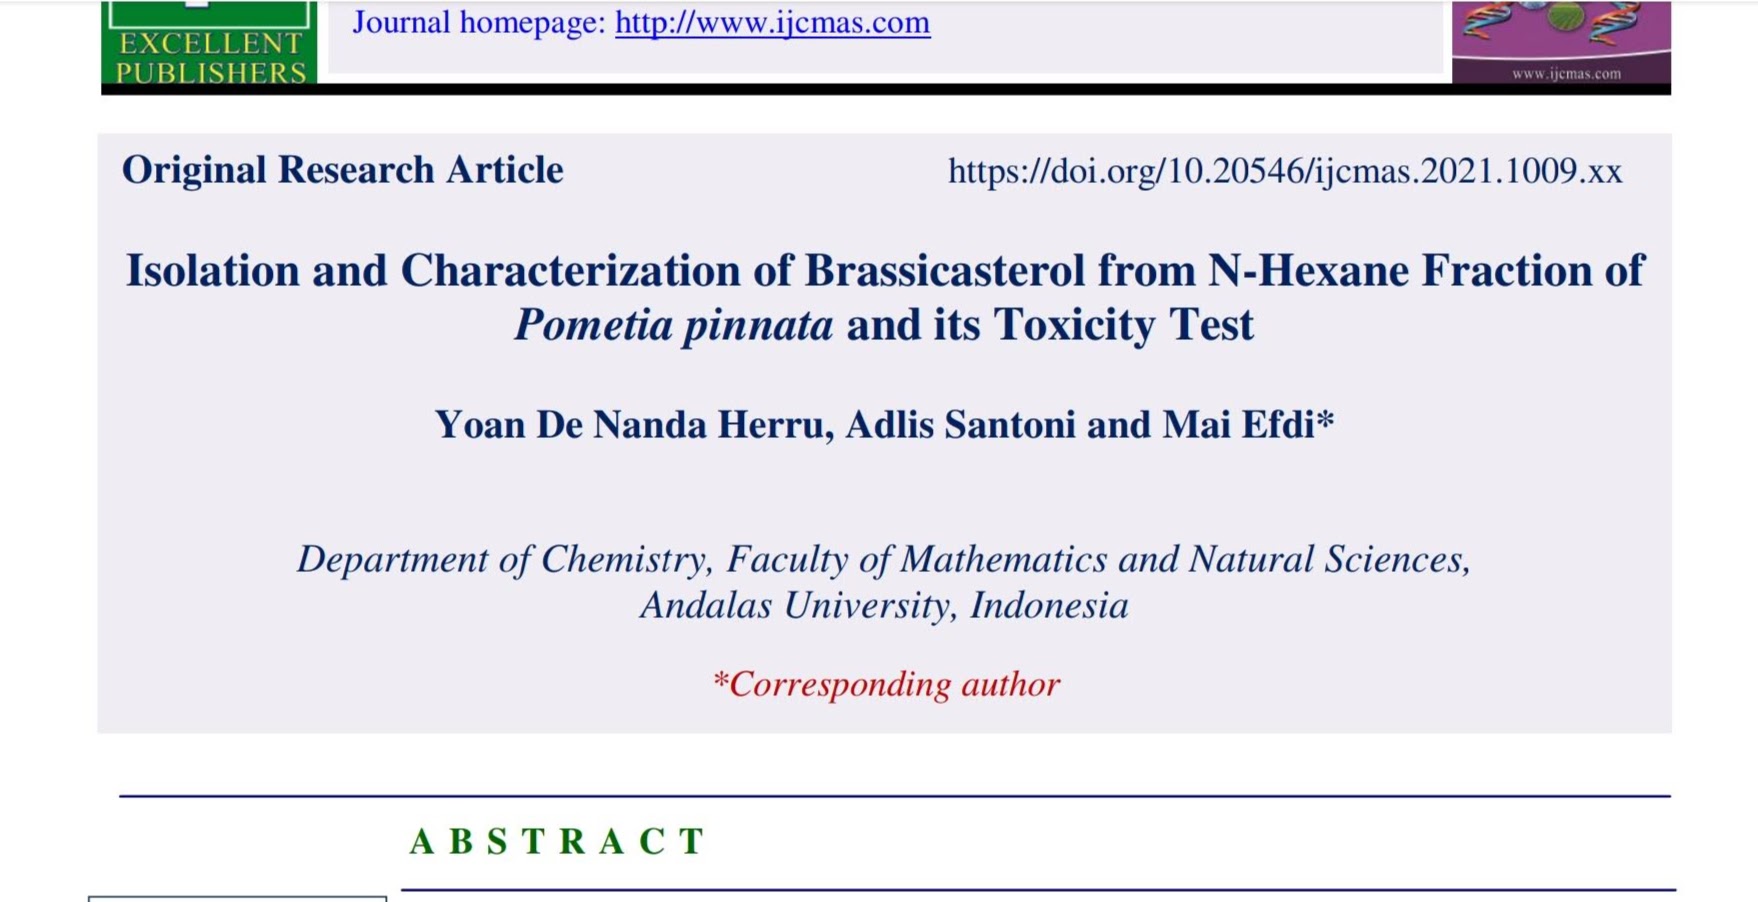 EXCELLENT
PUBLISHERS
Journal homepage: http://www.ijcmas.com
www.ijcmas.com
Original Research Article
https://doi.org/10.20546/ijcmas.2021.1009.xx
Isolation and Characterization of Brassicasterol from N-Hexane Fraction of
Pometia pinnata and its Toxicity Test
Yoan De Nanda Herru, Adlis Santoni and Mai Efdi*
Department of Chemistry, Faculty of Mathematics and Natural Sciences,
Andalas University, Indonesia
*Corresponding author
A B S T R A C T